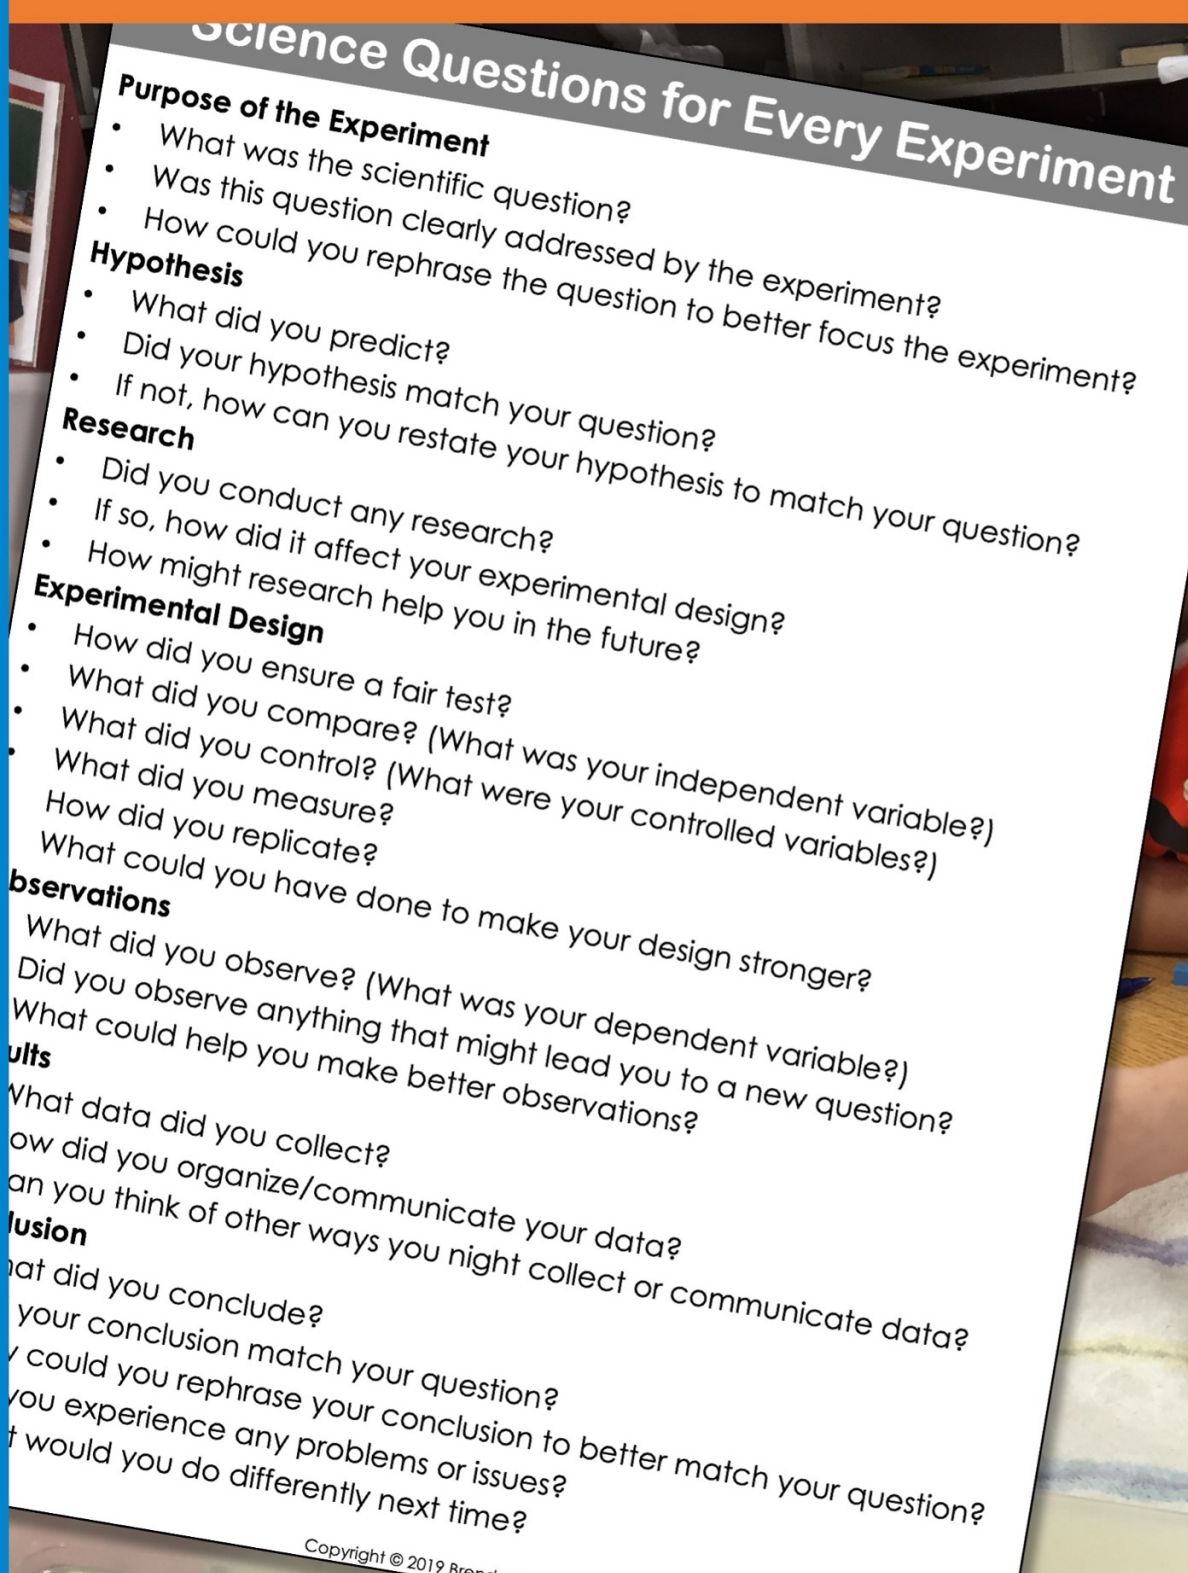 Science Questions for Every Experiment
Purpose of the Experiment
• What was the scientific question?
• Was this question clearly addressed by the experiment?
• How could you rephrase the question to better focus the experiment?
Hypothesis
• What did you predict?
• Did your hypothesis match your question?
• If not, how can you restate your hypothesis to match your question?
Research
• Did you conduct any research?
• If so, how did it affect your experimental design?
• How might research help you in the future?
Experimental Design
• How did you ensure a fair test?
• What did you compare? (What was your independent variable?)
• What did you control? (What were your controlled variables?)
• What did you measure?
How did you replicate?
What could you have done to make your design stronger?
bservations
What did you observe? (What was your dependent variable?)
Did you observe anything that might lead you to a new question?
What could help you make better observations?
ults
What data did you collect?
ow did you organize/communicate your data?
an you think of other ways you night collect or communicate data?
lusion
at did you conclude?
your conclusion match your question?
could you rephrase your conclusion to better match your question?
you experience any problems or issues?
t would you do differently next time?
Copyright © 2019